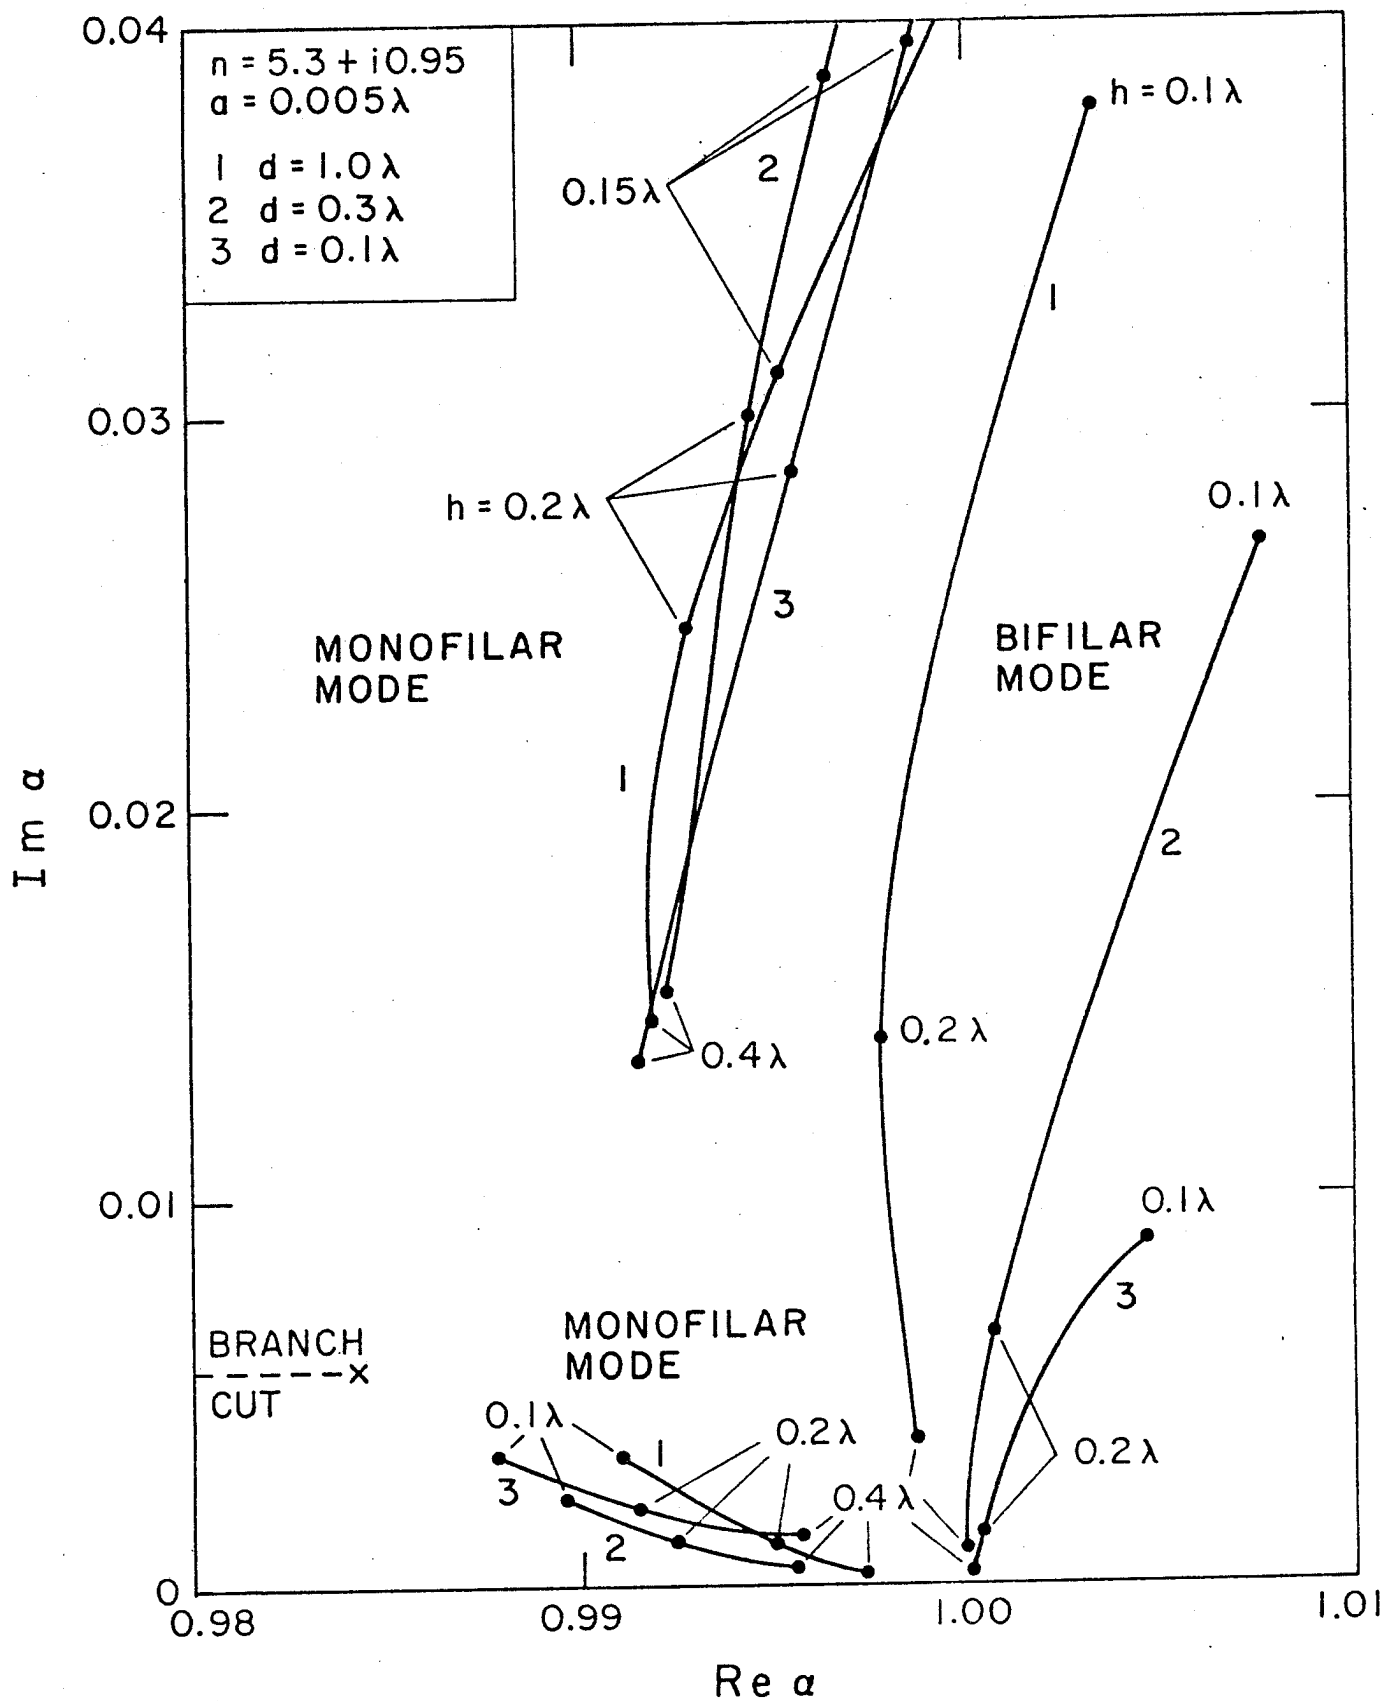 0.04
n = 5.3 + i0.95
a = 0.005λ
1 d = 1.0λ
2 d = 0.3λ
3 d = 0.1λ
h = 0.1λ
2
0.15λ
1
0.03
0.1λ
h = 0.2λ
3
MONOFILAR
MODE
BIFILAR
MODE
1
0.02
2
Im α
0.2λ
0.4λ
0.01
0.1λ
3
MONOFILAR
MODE
BRANCH
x
CUT
0.1λ
1
0.2λ
0.2λ
3
0.4λ
2
0
0.98
0.99
1.00
1.01
Re α